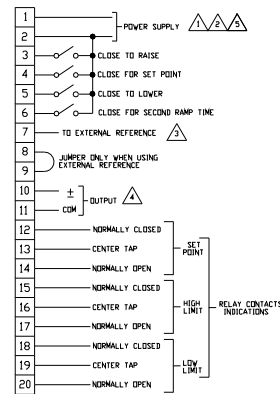 1
POWER SUPPLY 1 2 5
2
3 CLOSE TO RAISE
4 CLOSE FOR SET POINT
5 CLOSE TO LOWER
6 CLOSE FOR SECOND RAMP TIME
7 TO EXTERNAL REFERENCE 3
8
JUMPER ONLY WHEN USING
EXTERNAL REFERENCE
9
10 ±
OUTPUT 4
11 COM
12 NORMALLY CLOSED
13 CENTER TAP
SET
POINT
14 NORMALLY OPEN
15 NORMALLY CLOSED
16 CENTER TAP
HIGH
LIMIT
RELAY CONTACTS
INDICATIONS
17 NORMALLY OPEN
18 NORMALLY CLOSED
19 CENTER TAP
LOW
LIMIT
20 NORMALLY OPEN